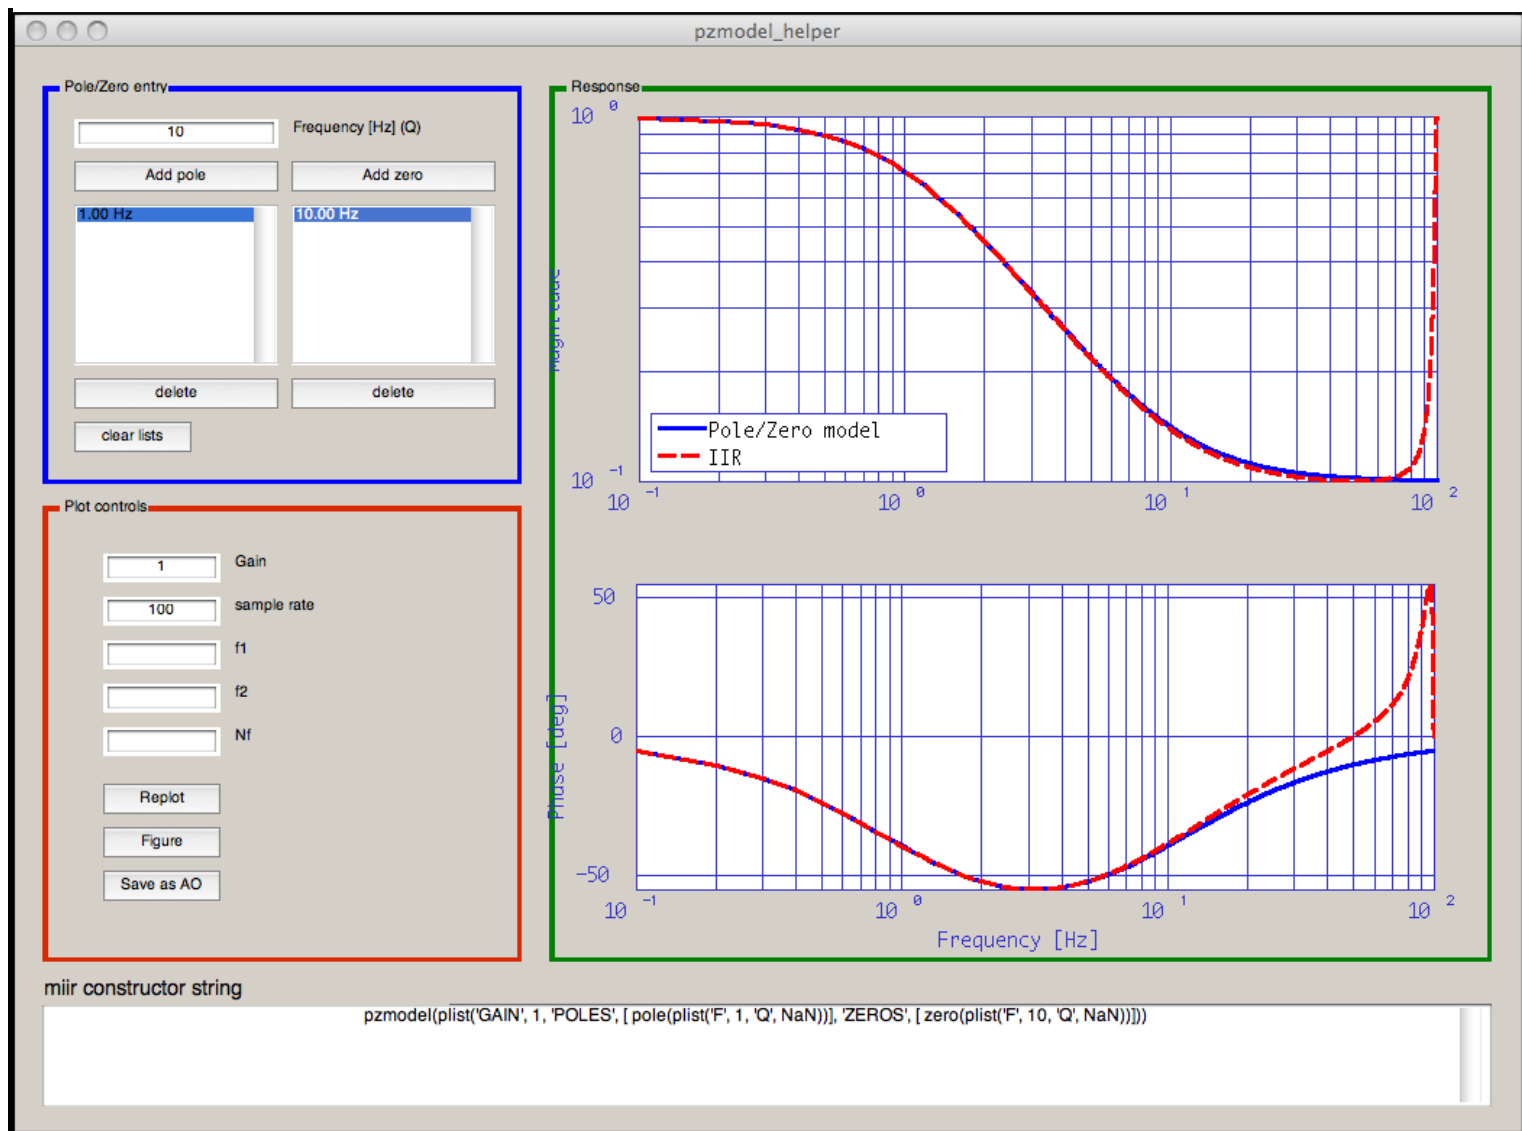 pzmodel_helper
Pole/Zero entry
10
Frequency [Hz] (Q)
Add pole
Add zero
1.00 Hz
10.00 Hz
delete
delete
clear lists
Plot controls
1
Gain
100
sample rate
f1
f2
Nf
Replot
Figure
Save as AO
Response
10 0
Magnitude
Pole/Zero model
IIR
10 -1
10 -1
10 0
10 1
10 2
50
0
Phase [deg]
-50
10 -1
10 0
10 1
10 2
Frequency [Hz]
miir constructor string
pzmodel(plist('GAIN', 1, 'POLES', [ pole(plist('F', 1, 'Q', NaN))], 'ZEROS', [ zero(plist('F', 10, 'Q', NaN))]))